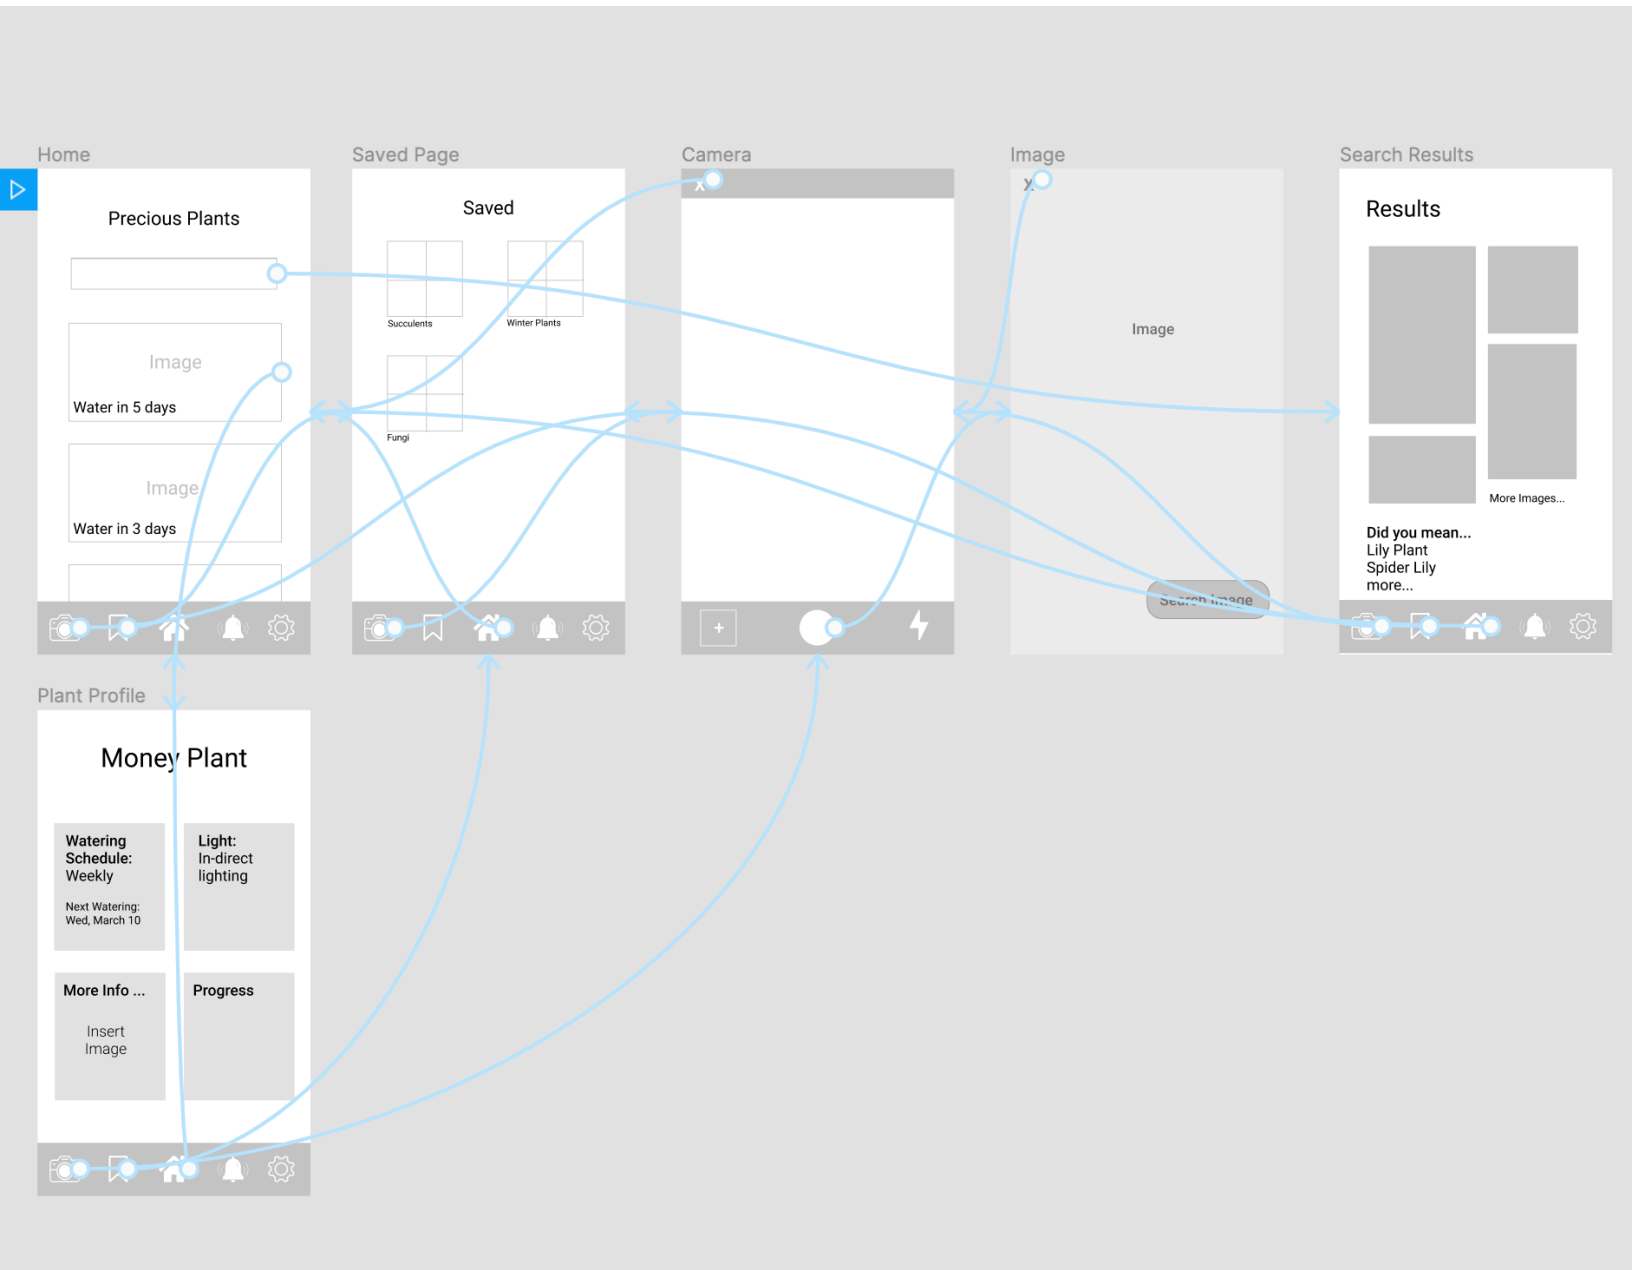 Home
Precious Plants
Image
Water in 5 days
Image
Water in 3 days
Saved Page
Saved
Succulents
Winter Plants
Fungi
Camera
X
+
Image
X
Image
Search Image
Search Results
Results
More Images...
Did you mean...
Lily Plant
Spider Lily
more...
Plant Profile
Money Plant
Watering
Schedule:
Weekly
Next Watering:
Wed, March 10
Light:
In-direct
lighting
More Info ...
Insert
Image
Progress